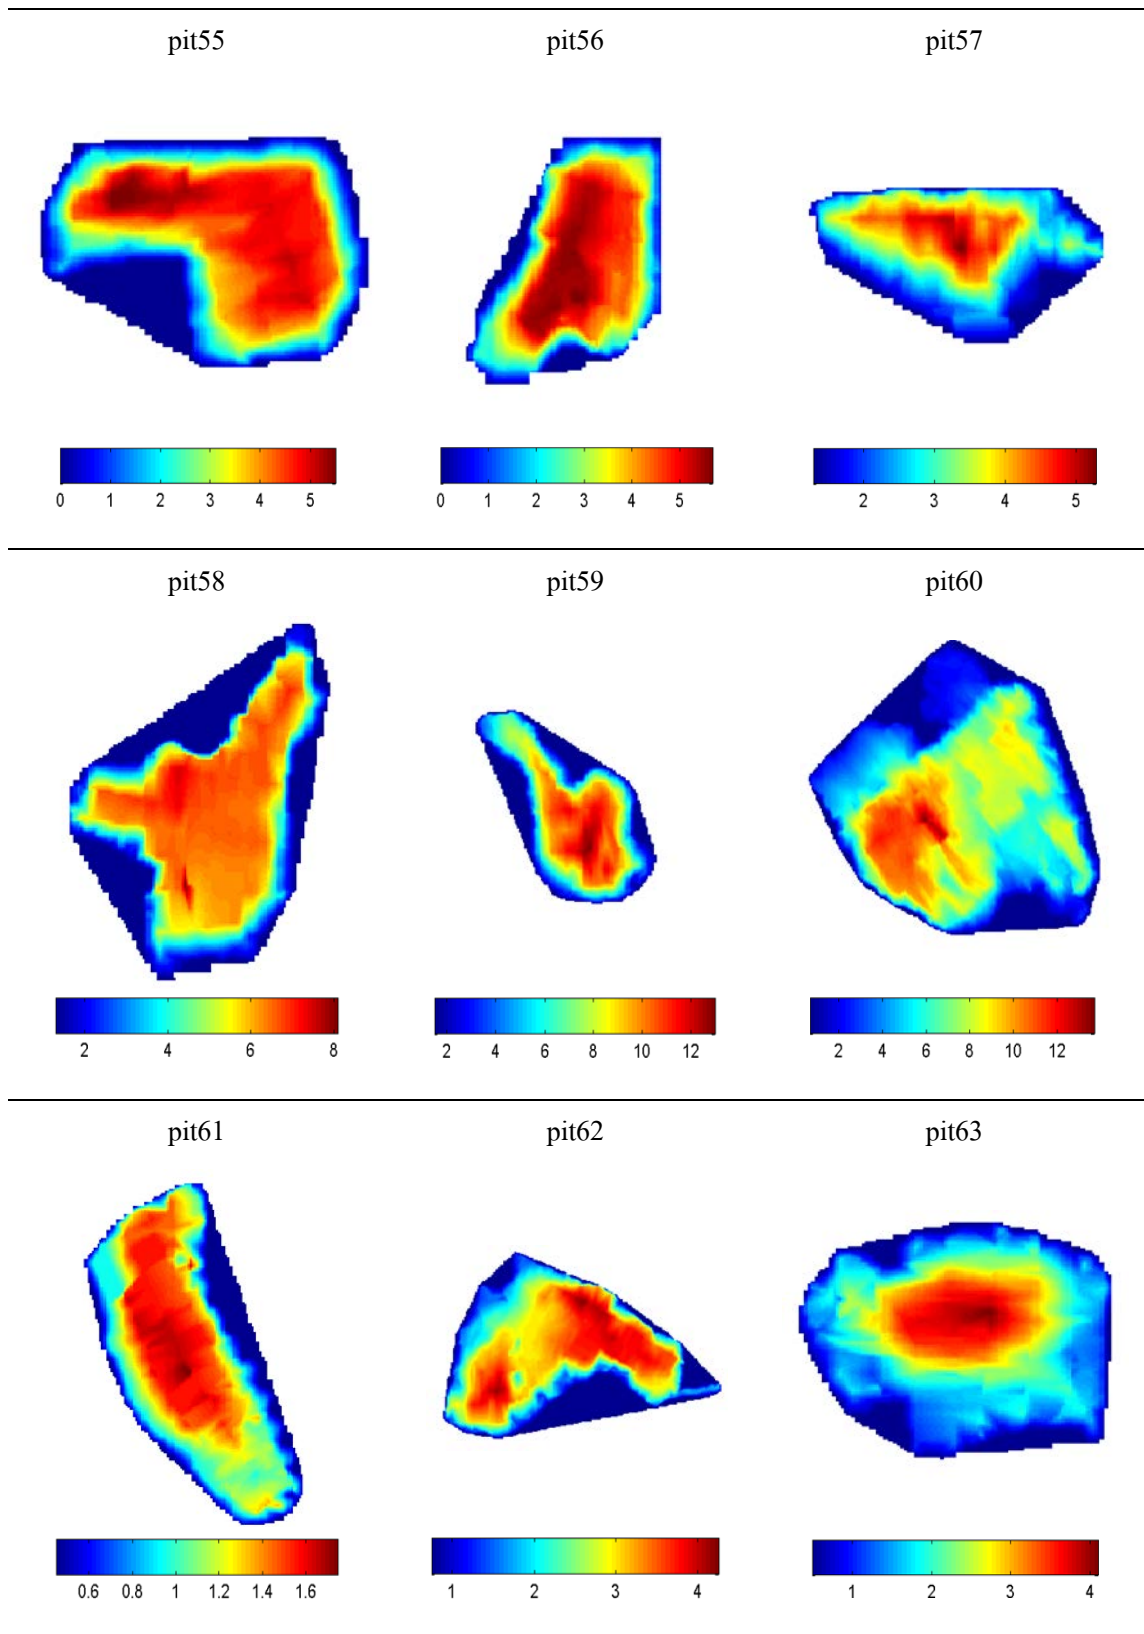 pit55 pit56 pit57
0 1 2 3 4 5 0 1 2 3 4 5 2 3 4 5
pit58 pit59 pit60
2 4 6 8 2 4 6 8 10 12 2 4 6 8 10 12
pit61 pit62 pit63
0.6 0.8 1 1.2 1.4 1.6 1 2 3 4 1 2 3 4